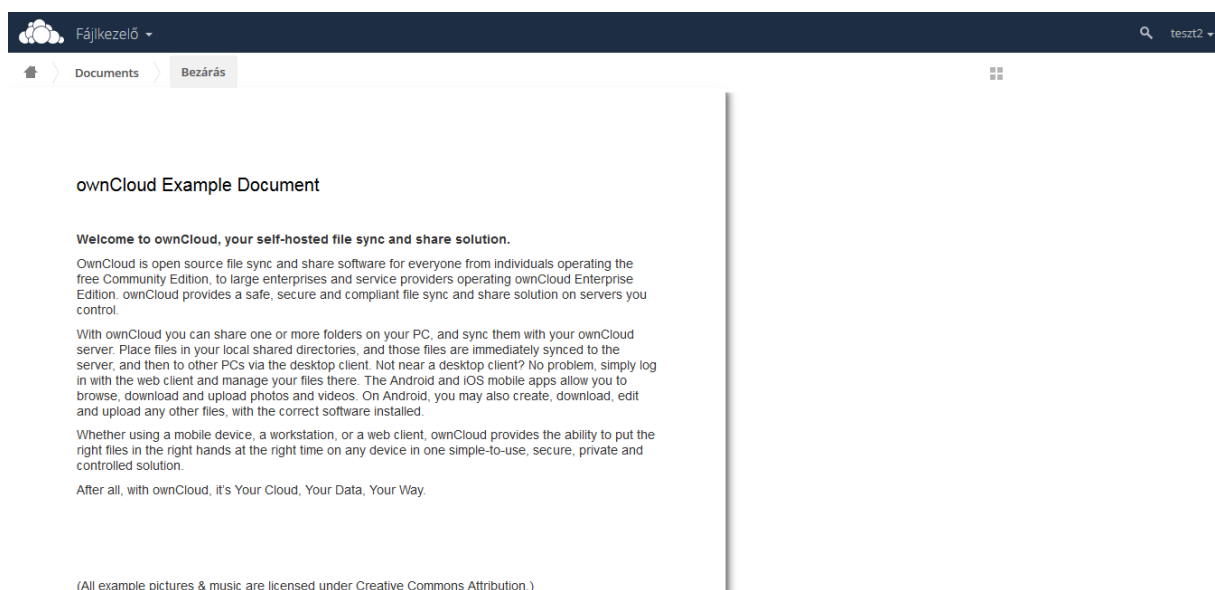 Fájlkezelő
teszt2
Documents
Bezárás
ownCloud Example Document
Welcome to ownCloud, your self-hosted file sync and share solution.
OwnCloud is open source file sync and share software for everyone from individuals operating the
free Community Edition, to large enterprises and service providers operating ownCloud Enterprise
Edition. ownCloud provides a safe, secure and compliant file sync and share solution on servers you
control.
With ownCloud you can share one or more folders on your PC, and sync them with your ownCloud
server. Place files in your local shared directories, and those files are immediately synced to the
server, and then to other PCs via the desktop client. Not near a desktop client? No problem, simply log
in with the web client and manage your files there. The Android and iOS mobile apps allow you to
browse, download and upload photos and videos. On Android, you may also create, download, edit
and upload any other files, with the correct software installed.
Whether using a mobile device, a workstation, or a web client, ownCloud provides the ability to put the
right files in the right hands at the right time on any device in one simple-to-use, secure, private and
controlled solution.
After all, with ownCloud, it's Your Cloud, Your Data, Your Way.
(All example pictures & music are licensed under Creative Commons Attribution.)